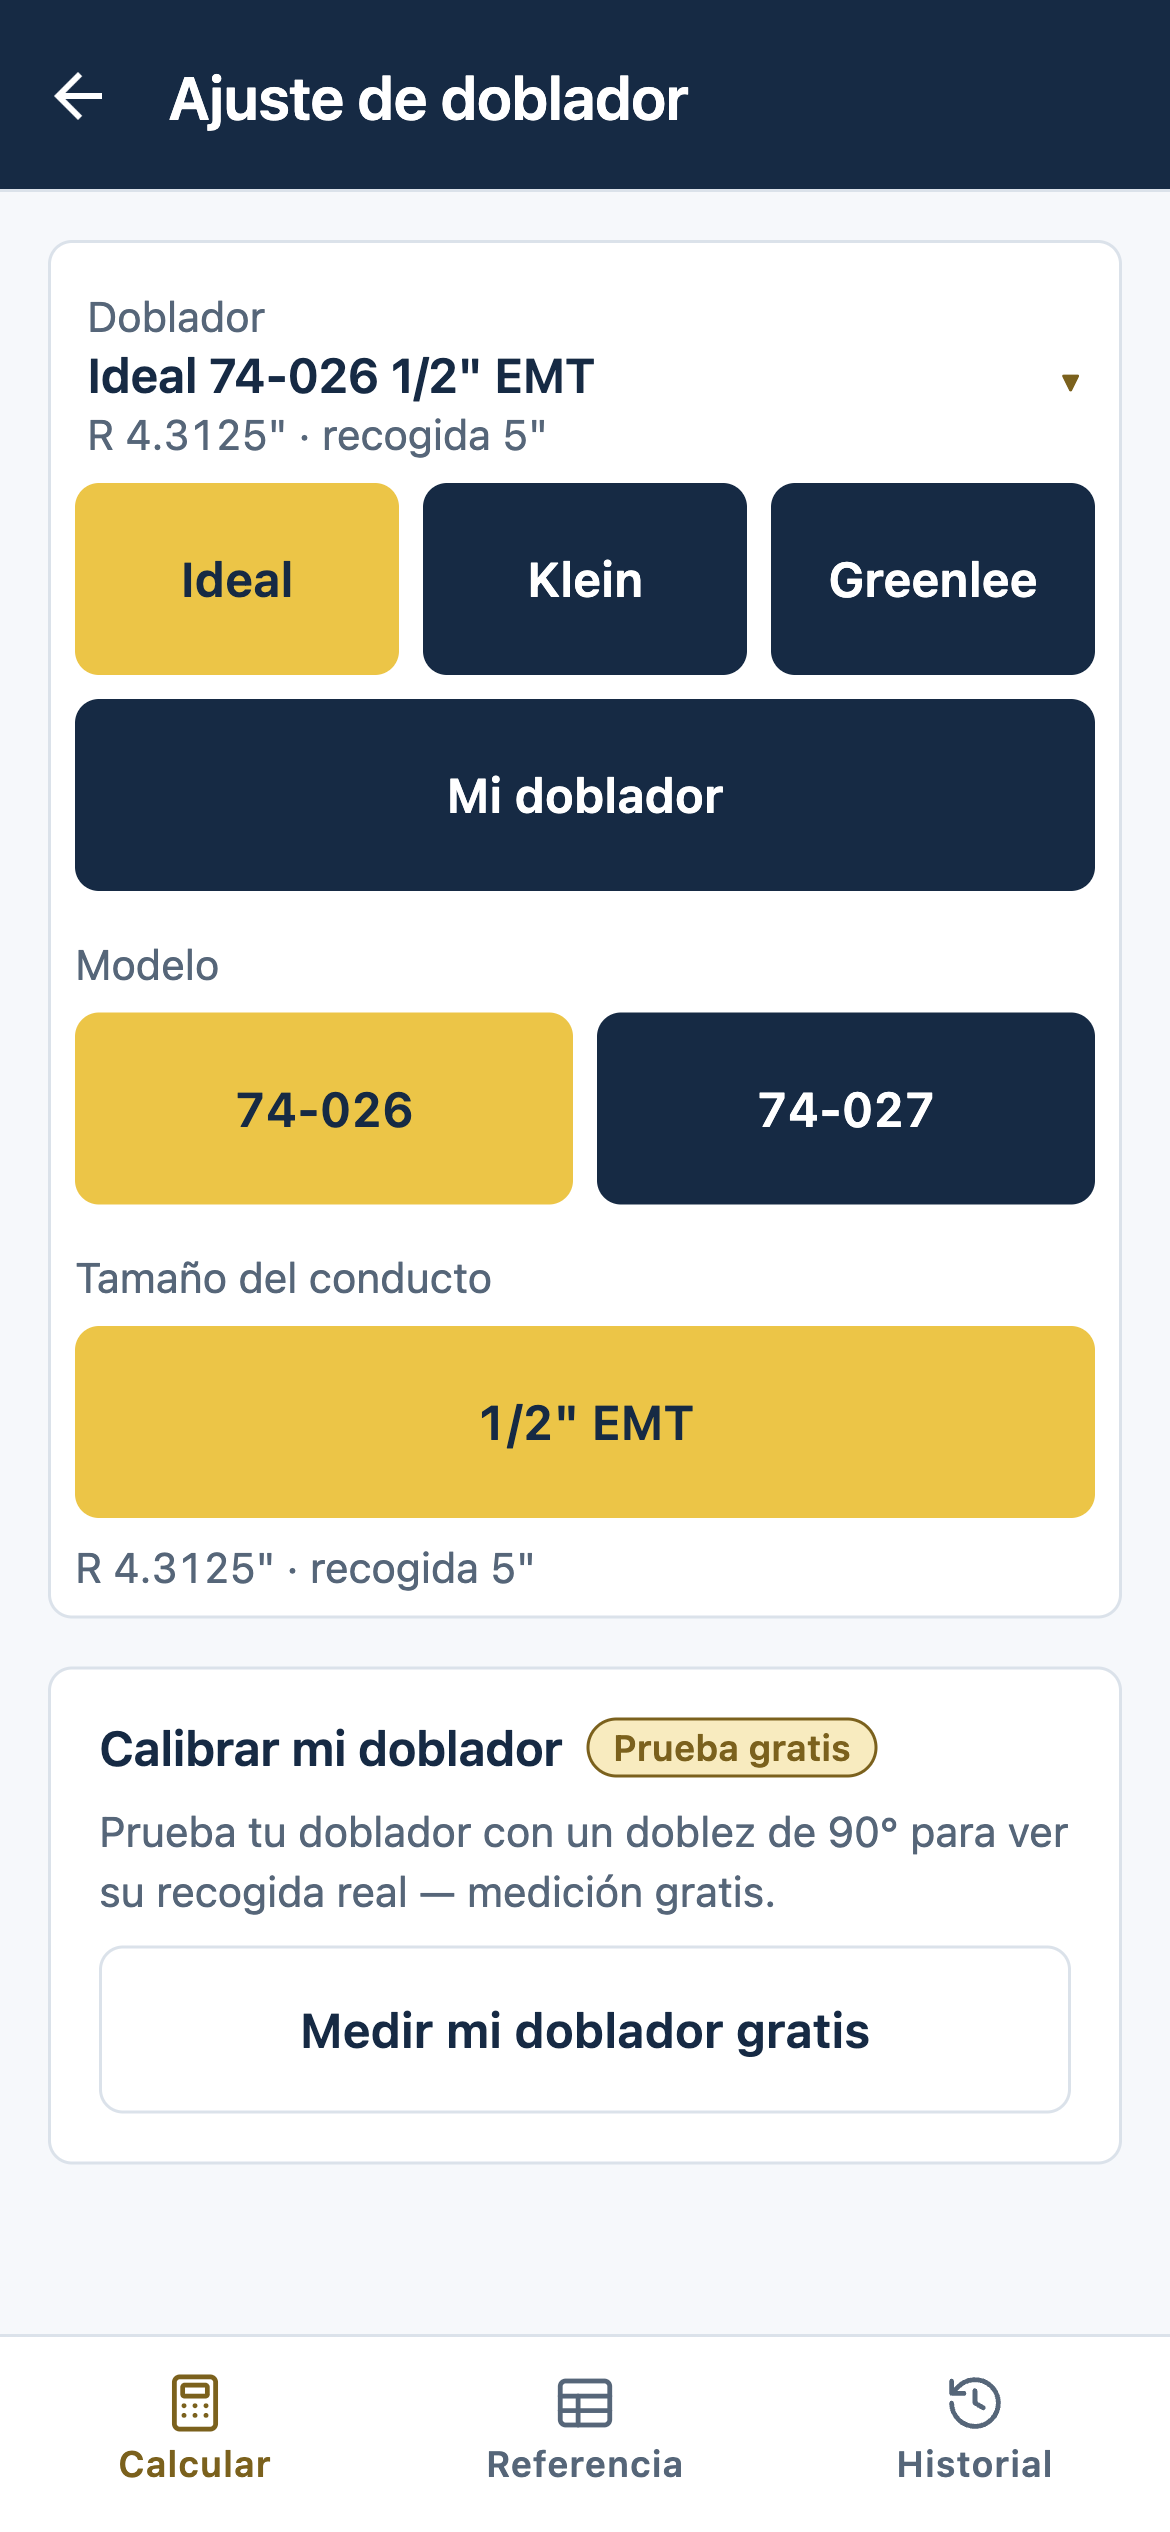 Ajuste de doblador
Doblador
Ideal 74-026 1/2" EMT
▼
R 4.3125" · recogida 5"
Ideal
Klein
Greenlee
Mi doblador
Modelo
74-026
74-027
Tamaño del conducto
1/2" EMT
R 4.3125" · recogida 5"
Calibrar mi doblador
Prueba gratis
Prueba tu doblador con un doblez de 90° para ver
su recogida real — medición gratis.
Medir mi doblador gratis
Calcular
Referencia
Historial